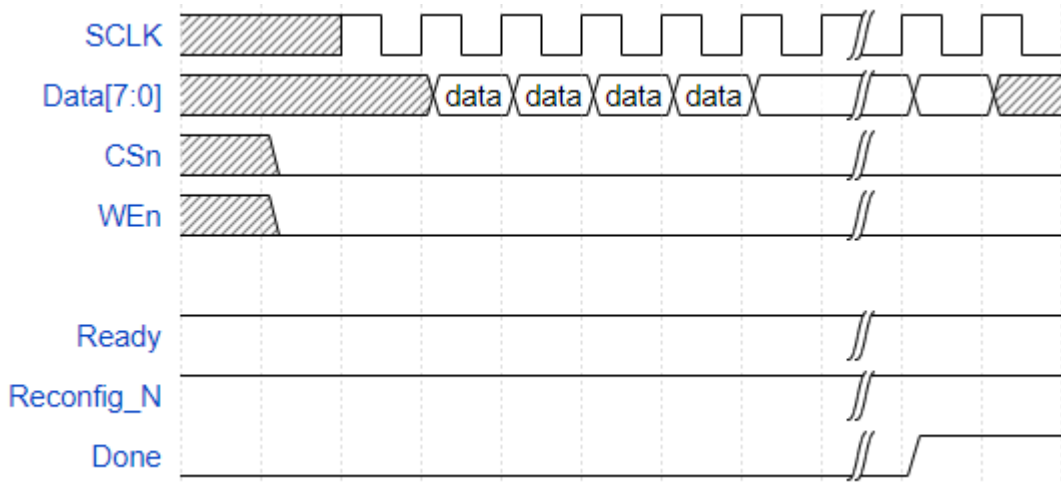 SCLK
Data[7:0] data data data data
CSn
WEn
Ready
Reconfig_N
Done